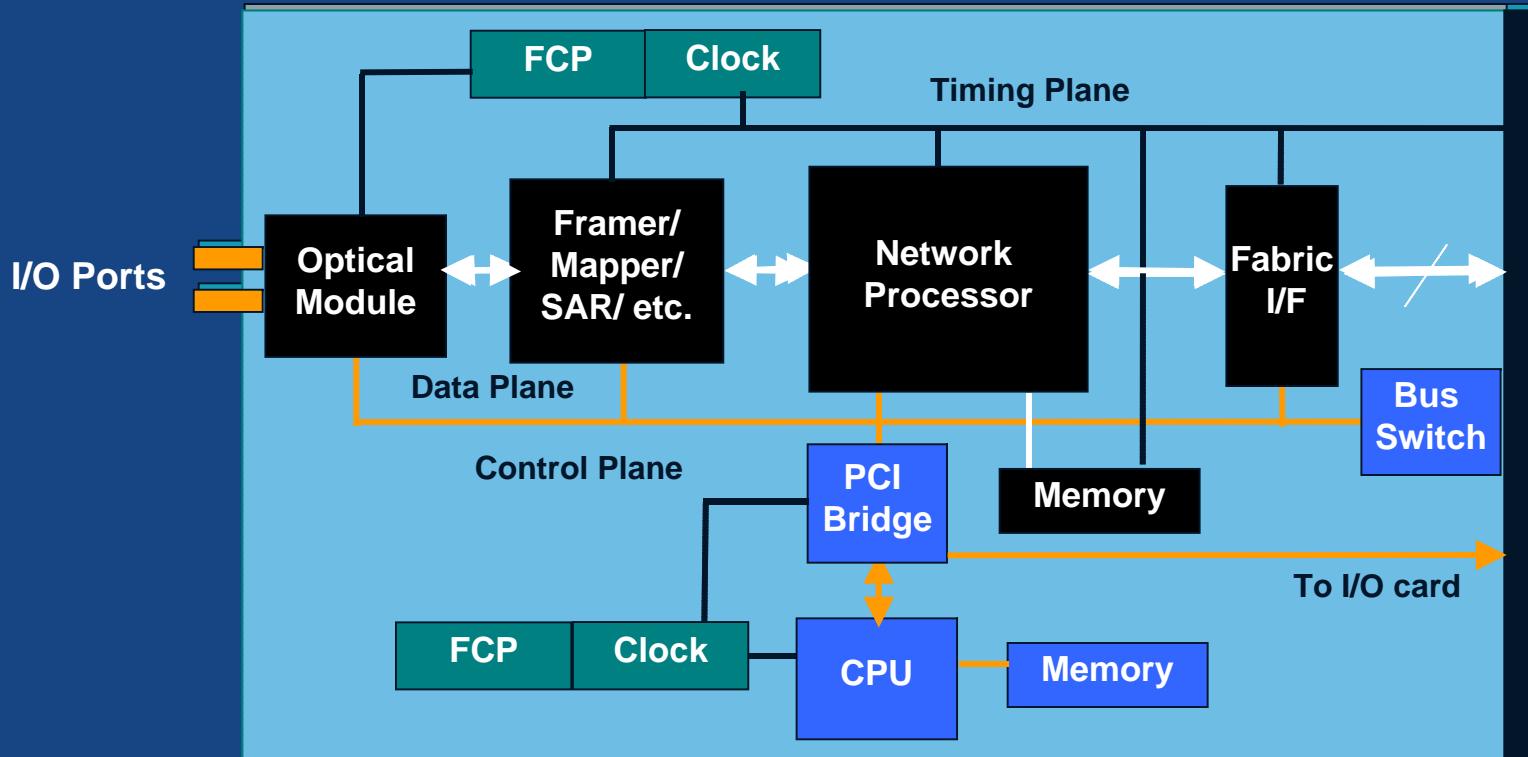 FCP
Clock
Timing Plane
I/O Ports
Optical
Module
Framer/
Mapper/
SAR/ etc.
Network
Processor
Fabric
I/F
Data Plane
Bus
Switch
Control Plane
PCI
Bridge
Memory
To I/O card
FCP
Clock
CPU
Memory